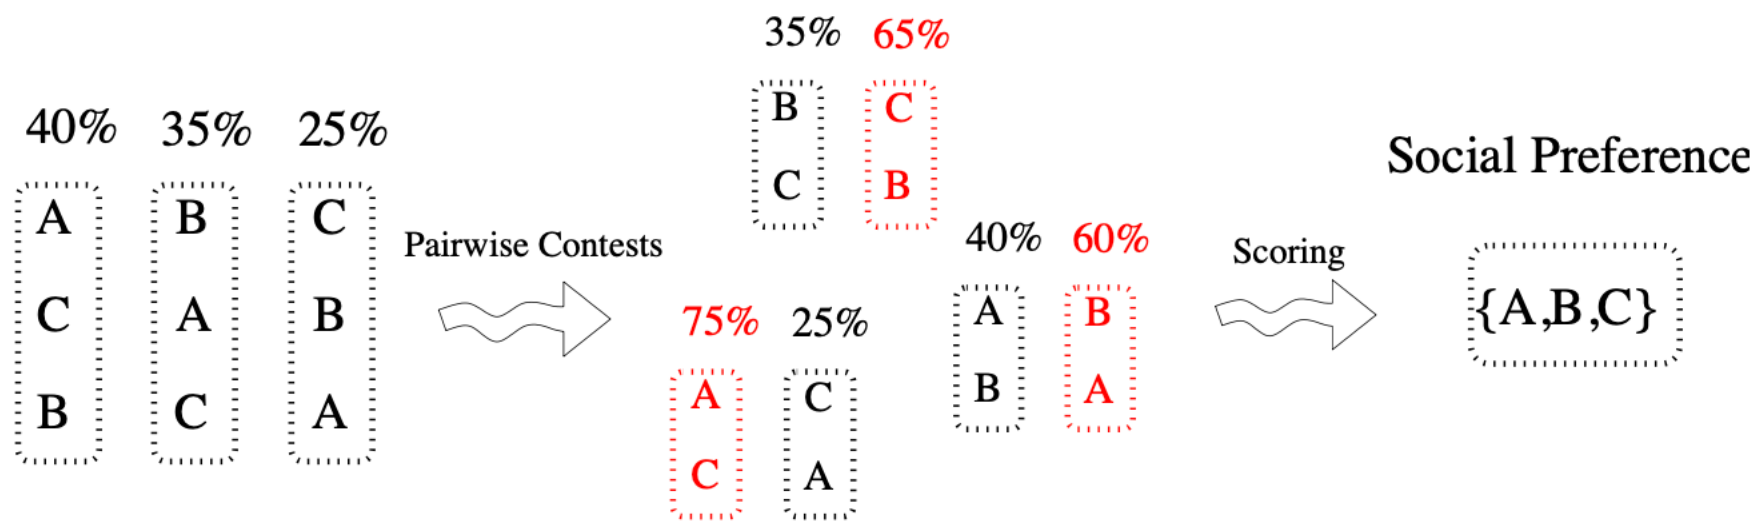 40% 35% 25%
A B C
C A B
B C A
Pairwise Contests
35% 65%
B C
C B
75% 25%
A C
C A
40% 60%
A B
B A
Scoring
Social Preference
{A,B,C}